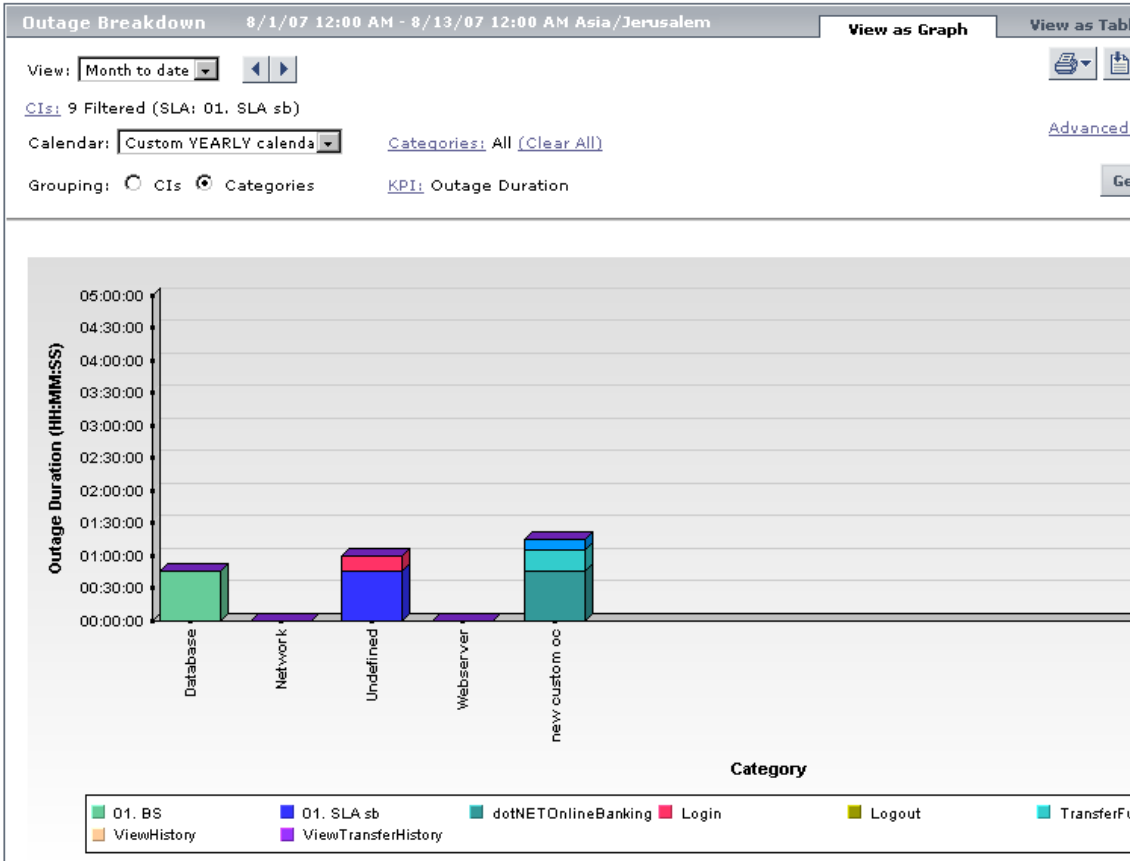 Outage Breakdown 8/1/07 12:00 AM - 8/13/07 12:00 AM Asia/Jerusalem View as Graph View as Tabl
View: Month to date
CIs: 9 Filtered (SLA: 01. SLA sb)
Advanced
Calendar: Custom YEARLY calenda Categories: All (Clear All)
Grouping: CIs Categories KPI: Outage Duration Ge
Outage Duration (HH:MM:SS)
05:00:00
04:30:00
04:00:00
03:30:00
03:00:00
02:30:00
02:00:00
01:30:00
01:00:00
00:30:00
00:00:00
Database
Network
Undefined
Webserver
new custom oc
Category
01. BS 01. SLA sb dotNETOnlineBanking Login Logout TransferFu
ViewHistory ViewTransferHistory